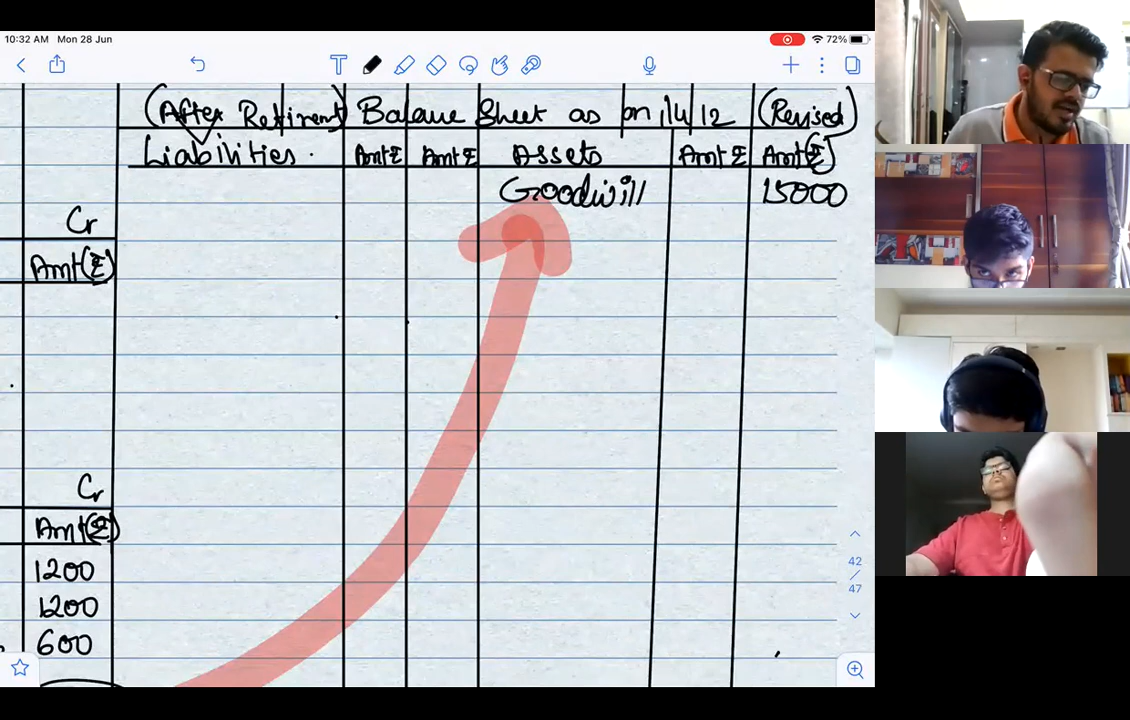 10:32 AM Mon 28 Jun 72%
(After Retirement) Balance Sheet as on 1/4/12 (Revised)
Liabilities. Amt ₹ Amt ₹ Assets Amt ₹ Amt(₹)
Goodwill 15000
Cr
Amt(₹)
Cr
Amt(₹)
1200
1200
600
42
/
47